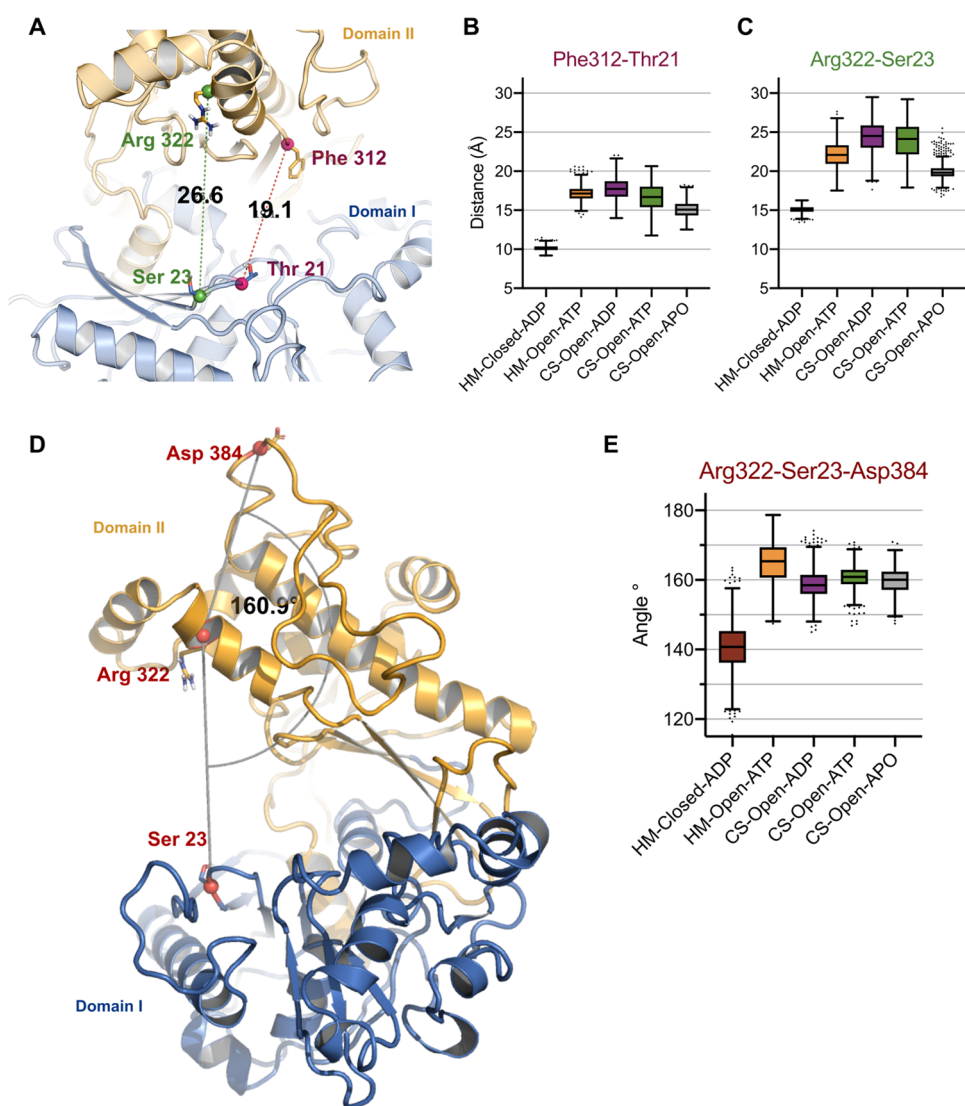 A
Domain II
Arg 322
Phe 312
26.6
19.1
Domain I
Ser 23
Thr 21
B
Phe312-Thr21
Distance (Å)
30
25
20
15
10
5
HM-Closed-ADP
HM-Open-ATP
CS-Open-ADP
CS-Open-ATP
CS-Open-APO
C
Arg322-Ser23
30
25
20
15
10
5
HM-Closed-ADP
HM-Open-ATP
CS-Open-ADP
CS-Open-ATP
CS-Open-APO
D
Asp 384
Domain II
160.9°
Arg 322
Ser 23
Domain I
E
Arg322-Ser23-Asp384
Angle °
180
160
140
120
HM-Closed-ADP
HM-Open-ATP
CS-Open-ADP
CS-Open-ATP
CS-Open-APO